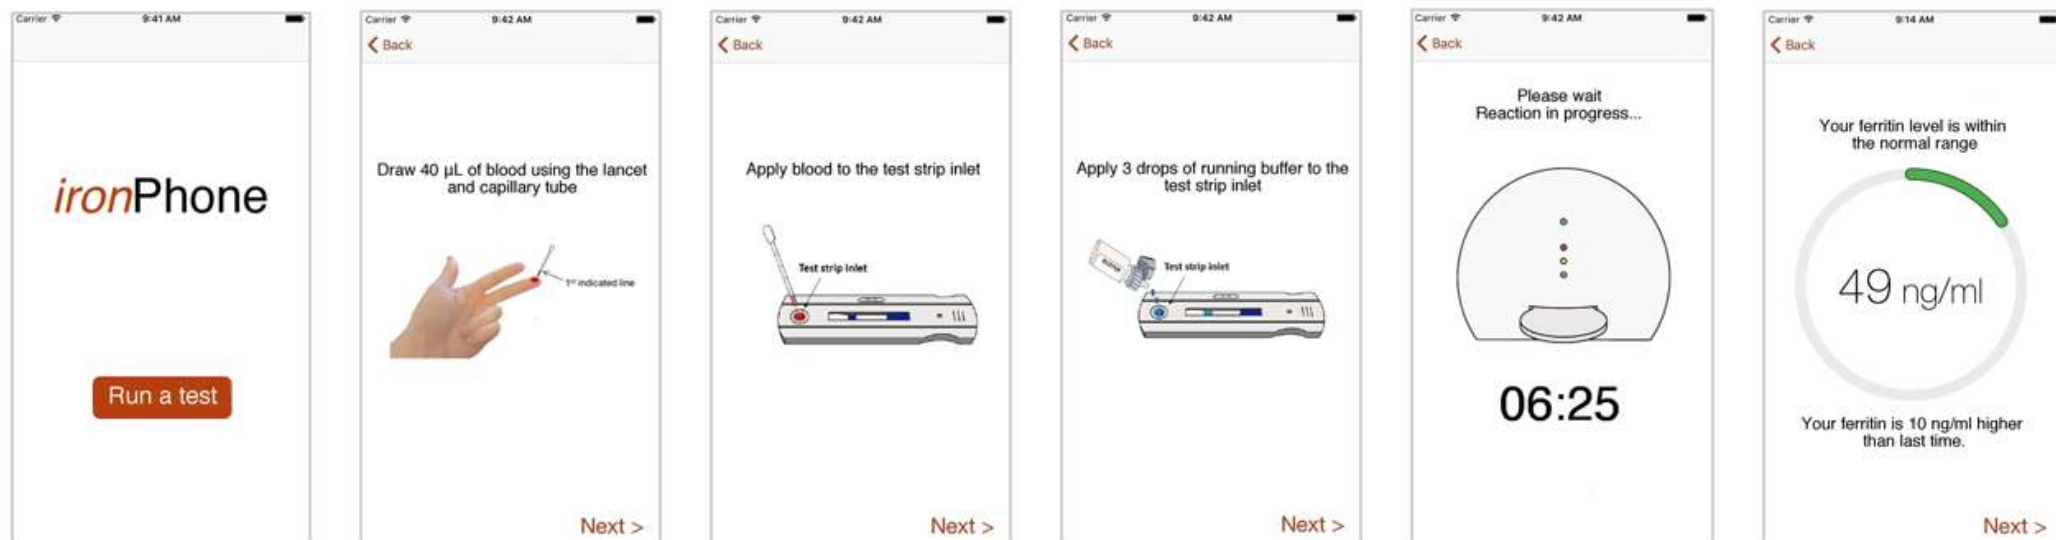 Carrier 9:41 AM
ironPhone
Run a test
Carrier 9:42 AM
Back
Draw 40 µL of blood using the lancet
and capillary tube
1st indicated line
Next >
Carrier 9:42 AM
Back
Apply blood to the test strip inlet
Test strip Inlet
Next >
Carrier 9:42 AM
Back
Apply 3 drops of running buffer to the
test strip inlet
Test strip inlet
Next >
Carrier 9:42 AM
Back
Please wait
Reaction in progress...
06:25
Carrier 9:14 AM
Back
Your ferritin level is within
the normal range
49 ng/ml
Your ferritin is 10 ng/ml higher
than last time.
Next >